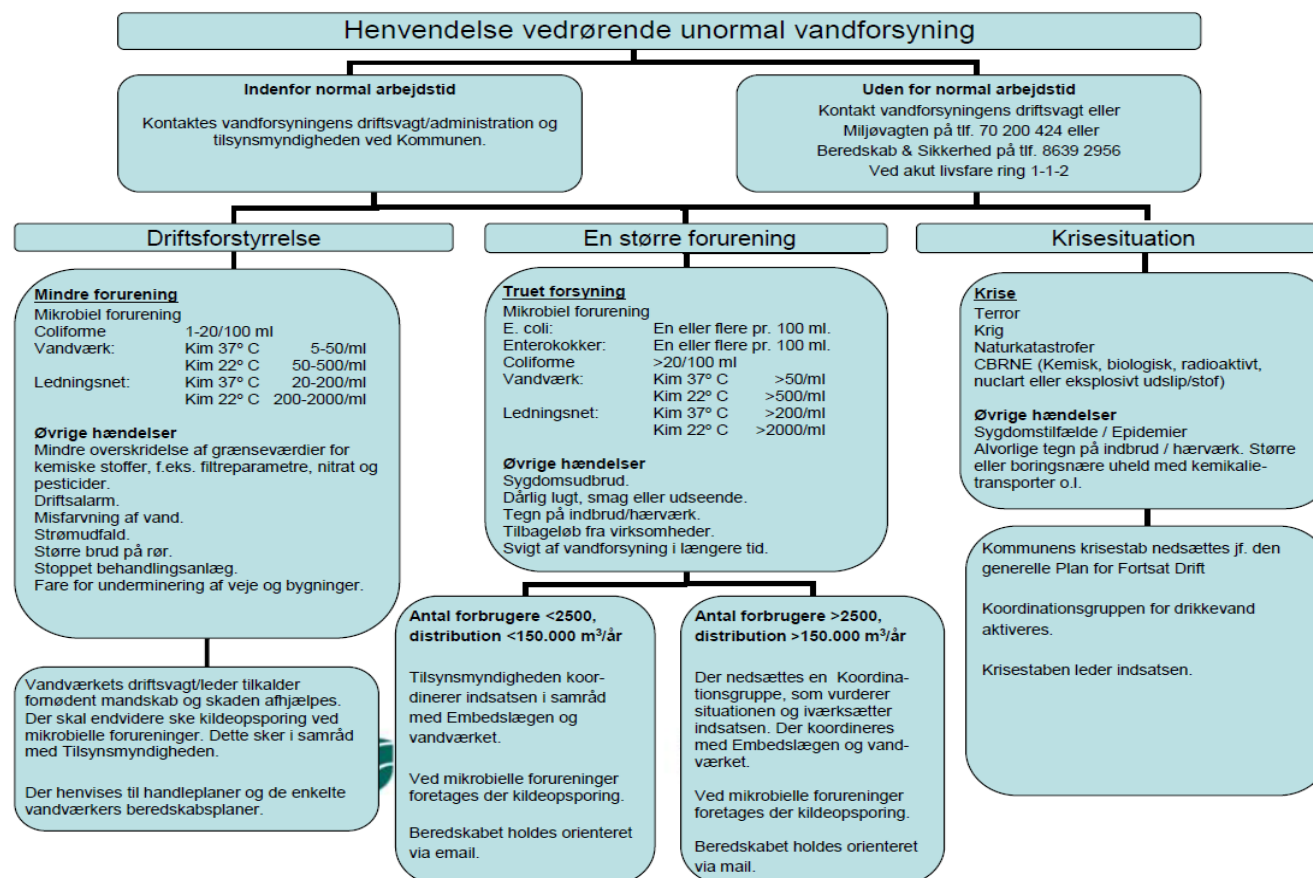 Henvendelse vedrørende unormal vandforsyning
Indenfor normal arbejdstid
Kontaktes vandforsyningens driftsvagt/administration og
tilsynsmyndigheden ved Kommunen.
Uden for normal arbejdstid
Kontakt vandforsyningens driftsvagt eller
Miljøvagten på tlf. 70 200 424 eller
Beredskab & Sikkerhed på tlf. 8639 2956
Ved akut livsfare ring 1-1-2
Driftsforstyrrelse
Mindre forurening
Mikrobiel forurening
Coliforme 1-20/100 ml
Vandværk: Kim 37º C 5-50/ml
Kim 22º C 50-500/ml
Ledningsnet: Kim 37º C 20-200/ml
Kim 22º C 200-2000/ml
Øvrige hændelser
Mindre overskridelse af grænseværdier for
kemiske stoffer, f.eks. filtreparametre, nitrat og
pesticider.
Driftsalarm.
Misfarvning af vand.
Strømudfald.
Større brud på rør.
Stoppet behandlingsanlæg.
Fare for underminering af veje og bygninger.
Vandværkets driftsvagt/leder tilkalder
fornødent mandskab og skaden afhjælpes.
Der skal endvidere ske kildeopsporing ved
mikrobielle forureninger. Dette sker i samråd
med Tilsynsmyndigheden.
Der henvises til handleplaner og de enkelte
vandværkers beredskabsplaner.
En større forurening
Truet forsyning
Mikrobiel forurening
E. coli: En eller flere pr. 100 ml.
Enterokokker: En eller flere pr. 100 ml.
Coliforme >20/100 ml
Vandværk: Kim 37º C >50/ml
Kim 22º C >500/ml
Ledningsnet: Kim 37º C >200/ml
Kim 22º C >2000/ml
Øvrige hændelser
Sygdomsudbrud.
Dårlig lugt, smag eller udseende.
Tegn på indbrud/hærværk.
Tilbageløb fra virksomheder.
Svigt af vandforsyning i længere tid.
Antal forbrugere <2500,
distribution <150.000 m³/år
Tilsynsmyndigheden koor-
dinerer indsatsen i samråd
med Embedslægen og
vandværket.
Ved mikrobielle forureninger
foretages der kildeopsporing.
Beredskabet holdes orienteret
via email.
Antal forbrugere >2500,
distribution >150.000 m³/år
Der nedsættes en Koordina-
tionsgruppe, som vurderer
situationen og iværksætter
indsatsen. Der koordineres
med Embedslægen og vand-
værket.
Ved mikrobielle forureninger
foretages der kildeopsporing.
Beredskabet holdes orienteret
via mail.
Krisesituation
Krise
Terror
Krig
Naturkatastrofer
CBRNE (Kemisk, biologisk, radioaktivt,
nuclart eller eksplosivt udslip/stof)
Øvrige hændelser
Sygdomstilfælde / Epidemier
Alvorlige tegn på indbrud / hærværk. Større
eller boringsnære uheld med kemikalie-
transporter o.l.
Kommunens krisestab nedsættes jf. den
generelle Plan for Fortsat Drift
Koordinationsgruppen for drikkevand
aktiveres.
Krisestaben leder indsatsen.